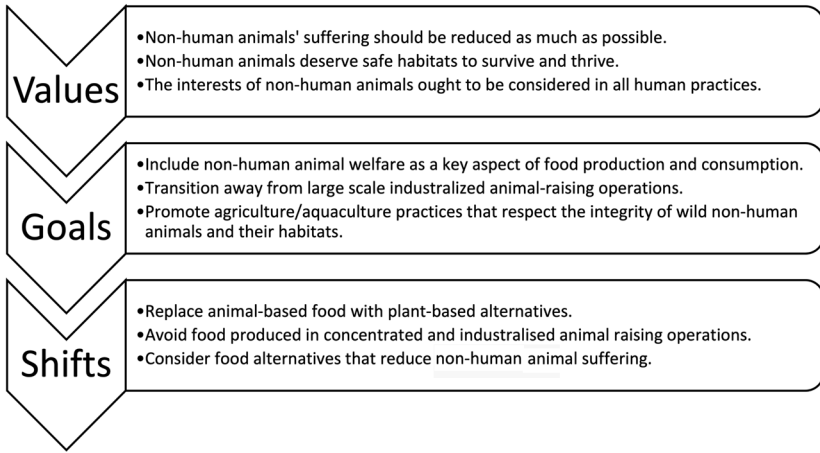 Values
•Non-human animals' suffering should be reduced as much as possible.
•Non-human animals deserve safe habitats to survive and thrive.
•The interests of non-human animals ought to be considered in all human practices.
Goals
•Include non-human animal welfare as a key aspect of food production and consumption.
•Transition away from large scale industralized animal-raising operations.
•Promote agriculture/aquaculture practices that respect the integrity of wild non-human
animals and their habitats.
Shifts
•Replace animal-based food with plant-based alternatives.
•Avoid food produced in concentrated and industralised animal raising operations.
•Consider food alternatives that reduce non-human animal suffering.